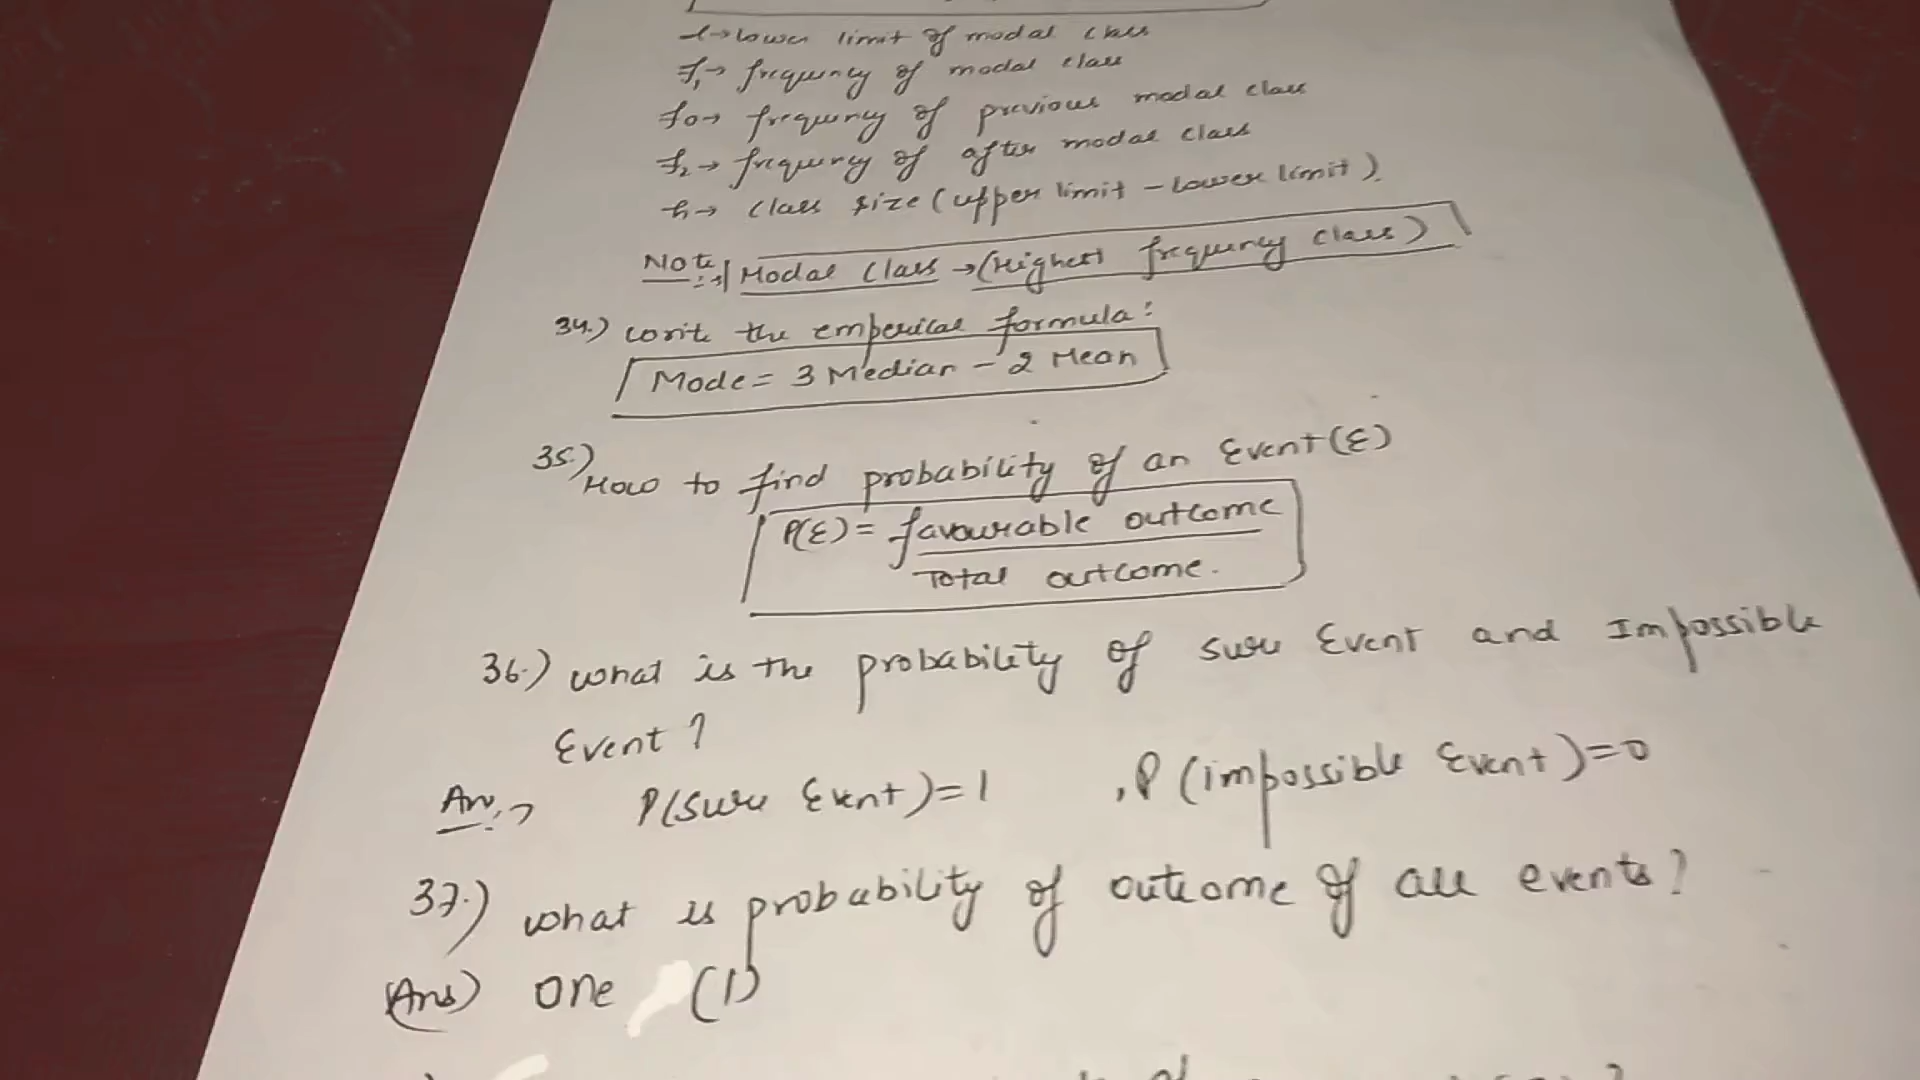 l→lower limit of modal class
f₁→ frequency of modal class
f₀→ frequency of previous modal class
f₂→ frequency of after modal class
h→ class size (upper limit - lower limit).
Note:→ Modal Class →(Highest frequency class)
34.) write the emperical formula:
Mode = 3 Median - 2 Mean
35.) How to find probability of an Event (E)
P(E) = favourable outcome
Total outcome.
36.) what is the probability of sure Event and Impossible
Event ?
Ans:→ P(sure Event)=1 ,P (impossible Event)=0
37.) what is probability of outcome of all events?
(Ans) one (1)